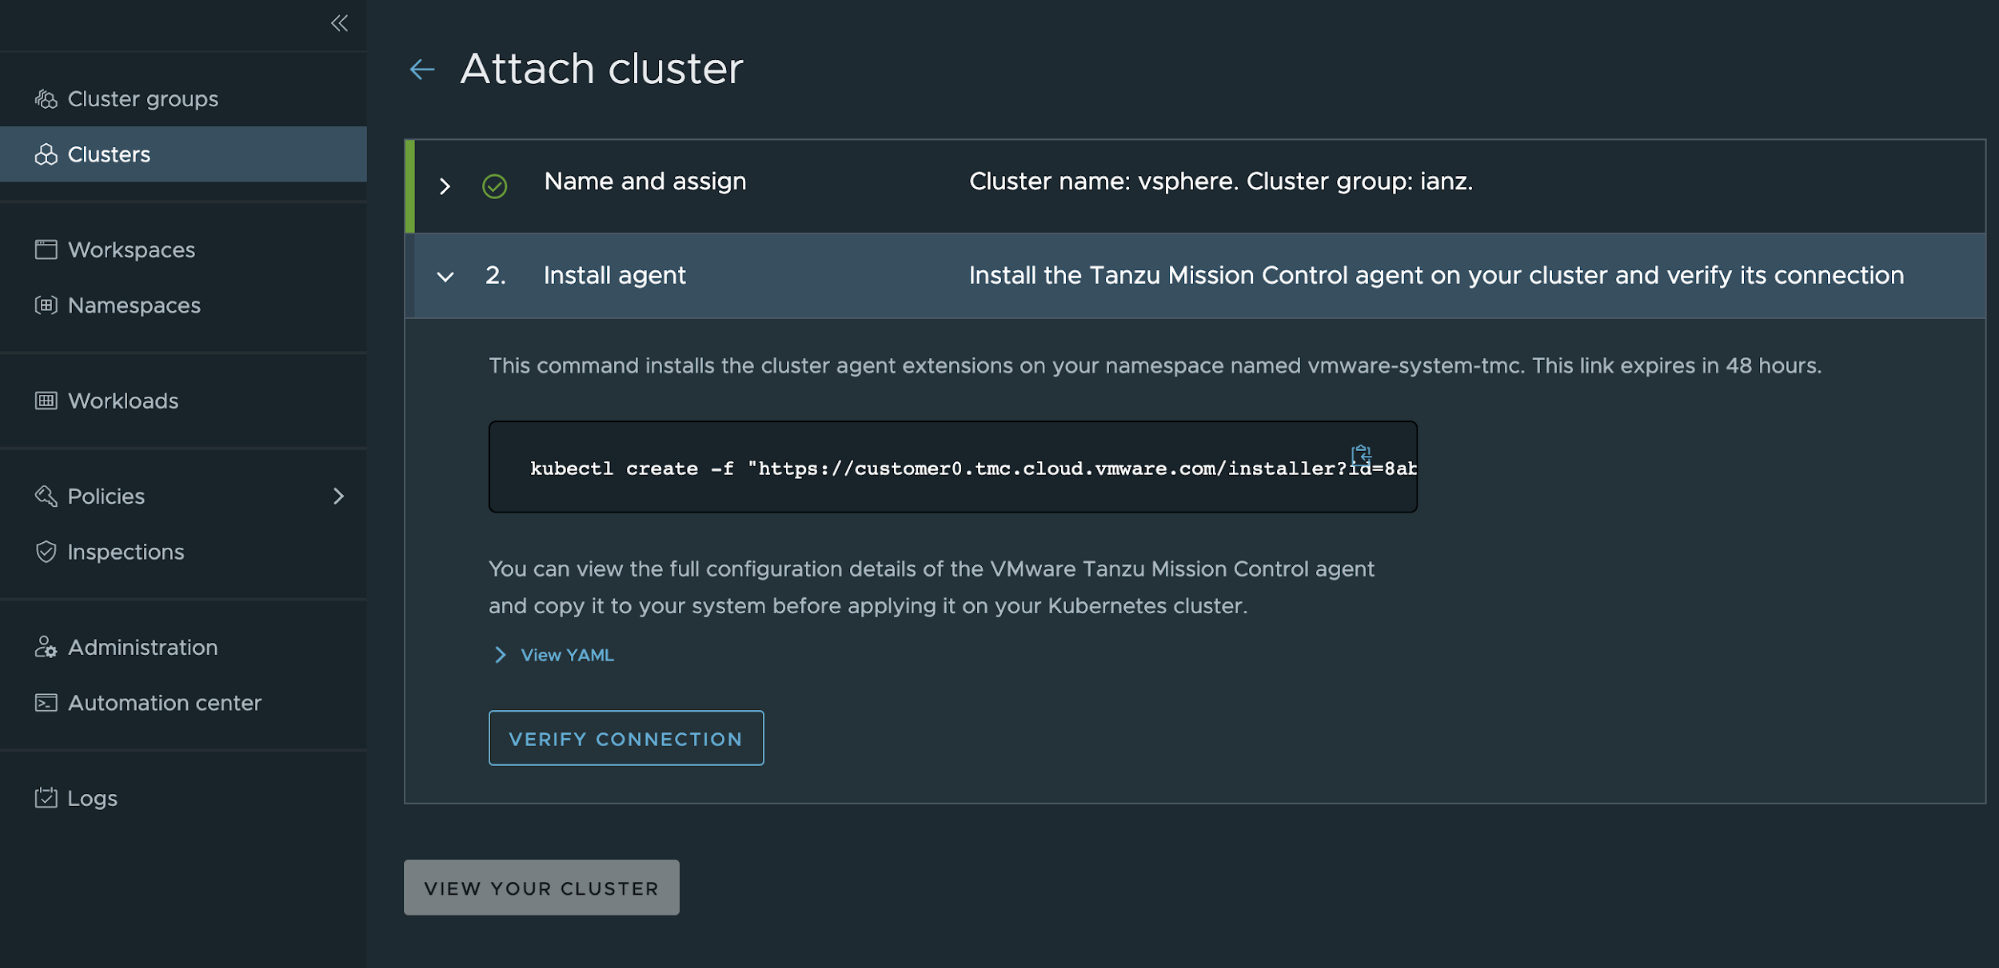 Cluster groups
Clusters
Workspaces
Namespaces
Workloads
Policies
Inspections
Administration
Automation center
Logs
Attach cluster
Name and assign
Cluster name: vsphere. Cluster group: ianz.
2. Install agent
Install the Tanzu Mission Control agent on your cluster and verify its connection
This command installs the cluster agent extensions on your namespace named vmware-system-tmc. This link expires in 48 hours.
kubectl create -f "https://customer0.tmc.cloud.vmware.com/installer?id=8ab
You can view the full configuration details of the VMware Tanzu Mission Control agent
and copy it to your system before applying it on your Kubernetes cluster.
View YAML
VERIFY CONNECTION
VIEW YOUR CLUSTER